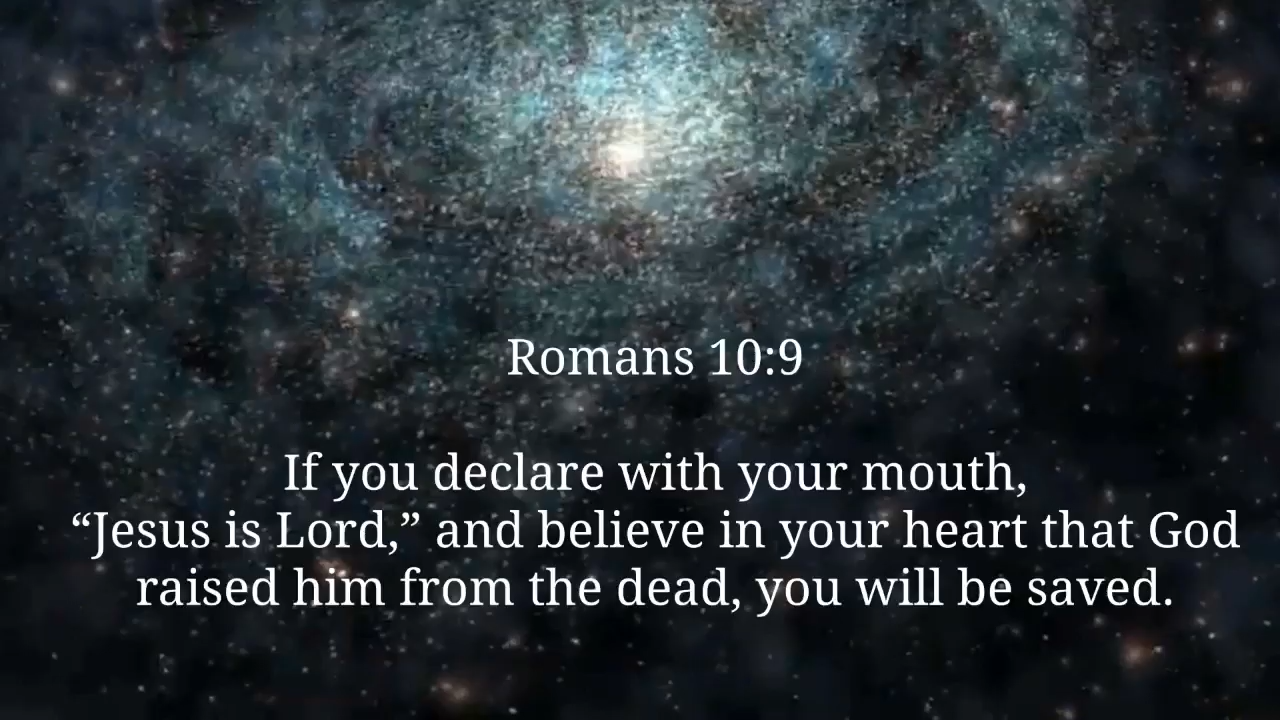 Romans 10:9
If you declare with your mouth,
“Jesus is Lord,” and believe in your heart that God
raised him from the dead, you will be saved.